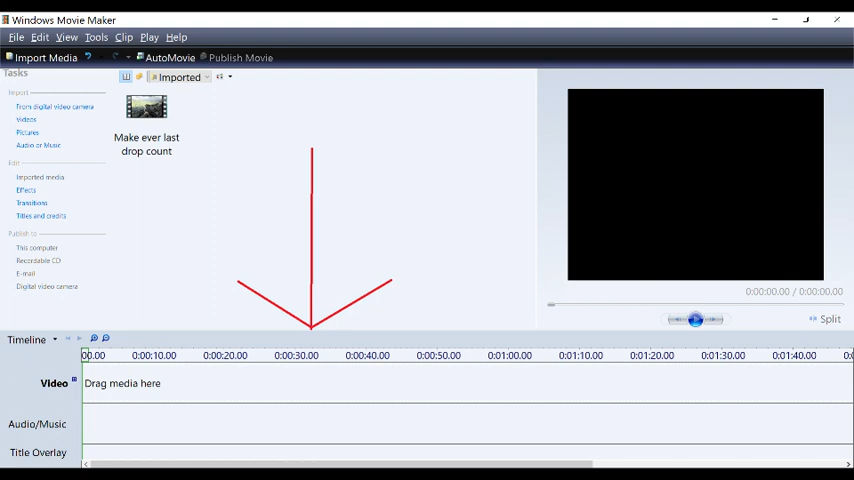 Windows Movie Maker
File Edit View Tools Clip Play Help
Import Media AutoMovie Publish Movie
Tasks
Imported
Import
From digital video camera
Videos
Pictures
Audio or Music
Edit
Imported media
Effects
Transitions
Titles and credits
Publish to
This computer
Recordable CD
E-mail
Digital video camera
Make ever last
drop count
0:00:00.00 / 0:00:00.00
Split
Timeline
00.00 0:00:10.00 0:00:20.00 0:00:30.00 0:00:40.00 0:00:50.00 0:01:00.00 0:01:10.00 0:01:20.00 0:01:30.00 0:01:40.00 0:0
Video Drag media here
Audio/Music
Title Overlay